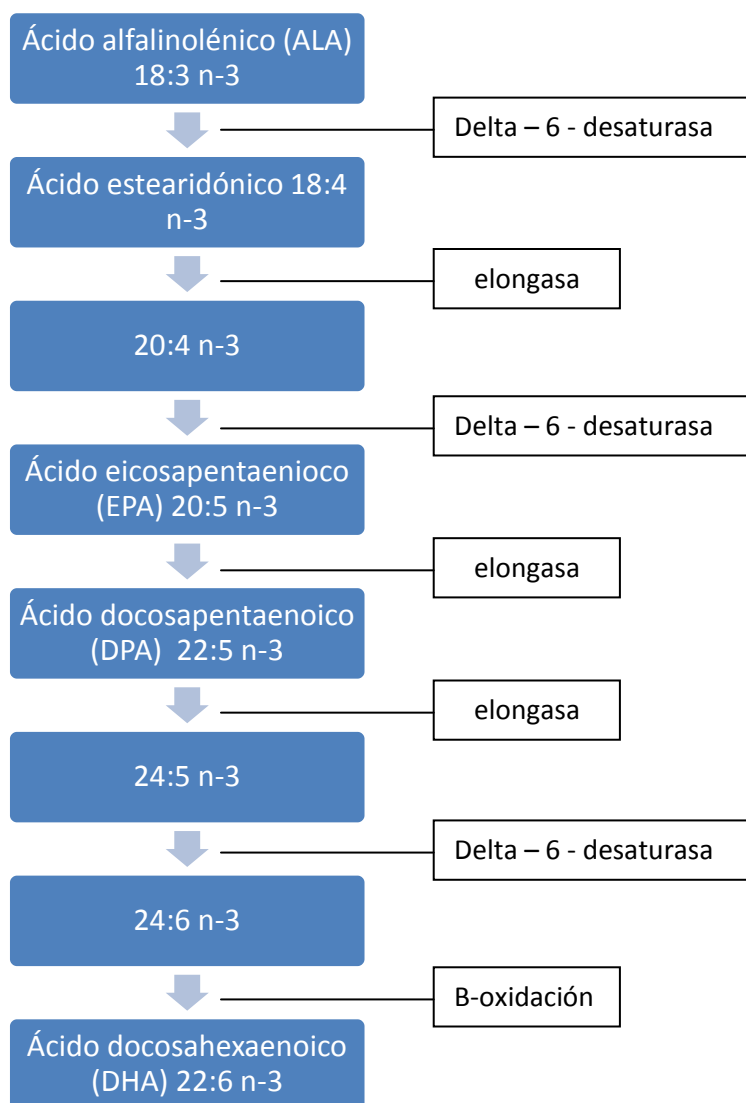 Ácido alfalinolénico (ALA)
18:3 n-3
Delta – 6 - desaturasa
Ácido estearidónico 18:4
n-3
elongasa
20:4 n-3
Delta – 6 - desaturasa
Ácido eicosapentaenioco
(EPA) 20:5 n-3
elongasa
Ácido docosapentaenoico
(DPA) 22:5 n-3
elongasa
24:5 n-3
Delta – 6 - desaturasa
24:6 n-3
B-oxidación
Ácido docosahexaenoico
(DHA) 22:6 n-3